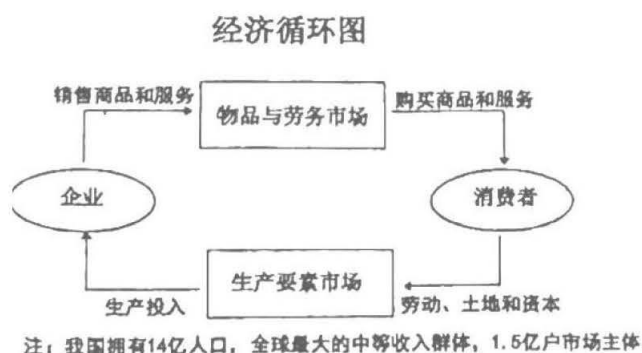 经济循环图
销售商品和服务
物品与劳务市场
购买商品和服务
企业
消费者
生产投入
生产要素市场
劳动、土地和资本
注：我国拥有14亿人口，全球最大的中等收入群体，1.5亿户市场主体